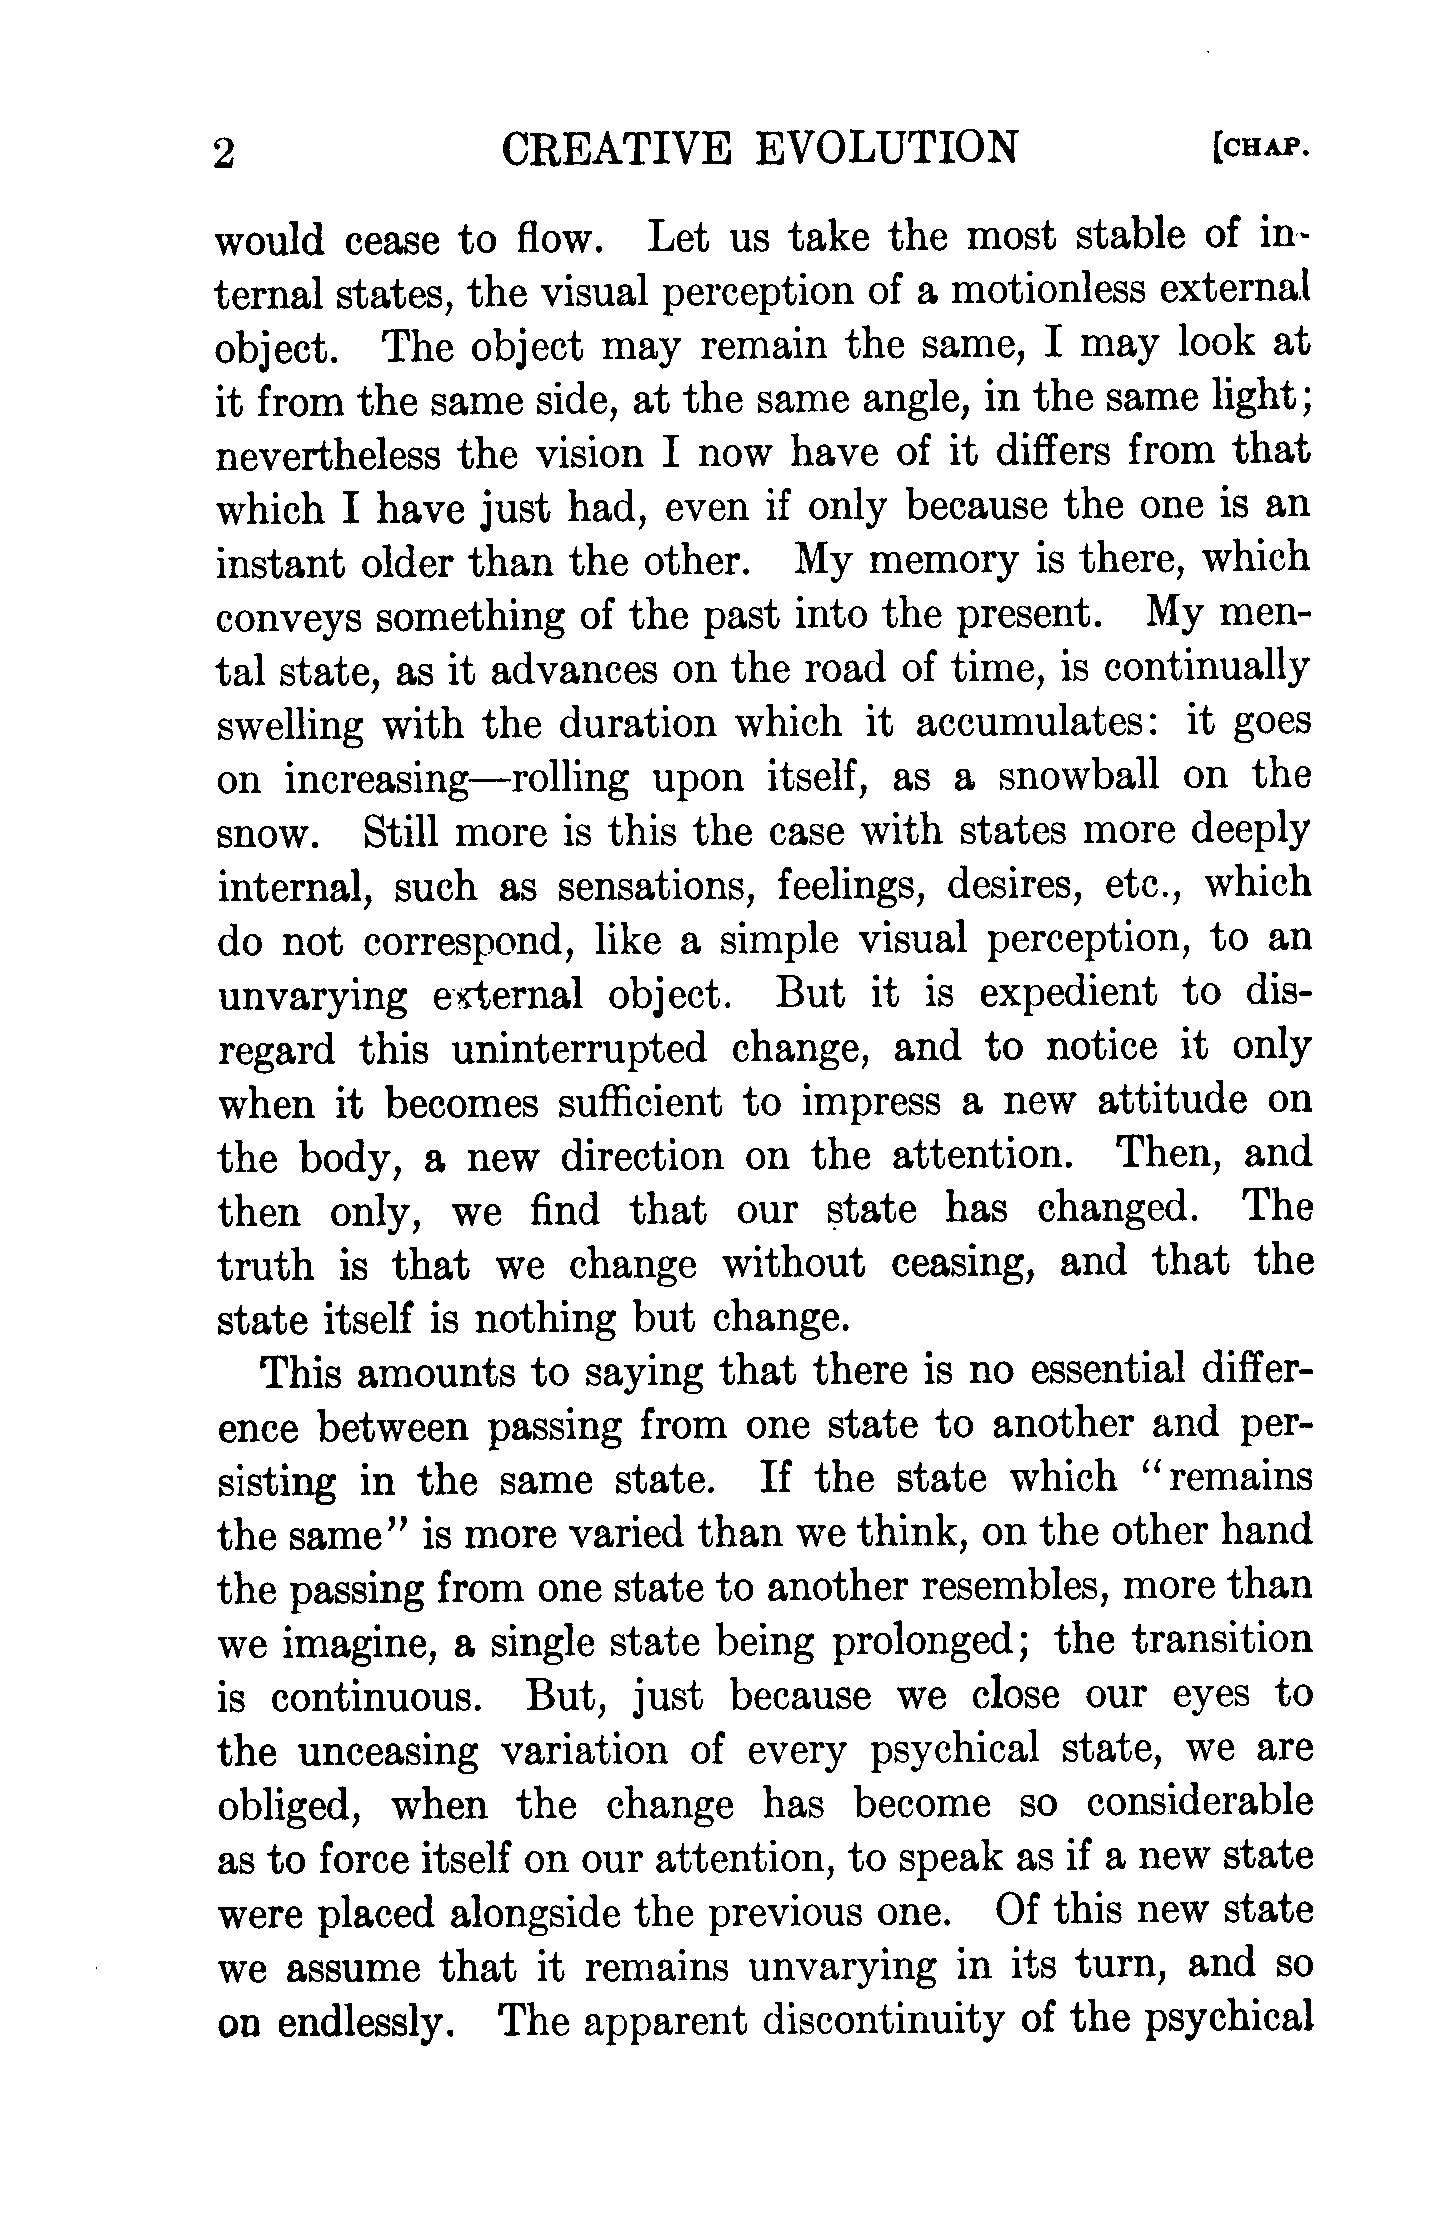 2 CREATIVE EVOLUTION [CHAP.
would cease to flow. Let us take the most stable of in-
ternal states, the visual perception of a motionless external
object. The object may remain the same, I may look at
it from the same side, at the same angle, in the same light;
nevertheless the vision I now have of it differs from that
which I have just had, even if only because the one is an
instant older than the other. My memory is there, which
conveys something of the past into the present. My men-
tal state, as it advances on the road of time, is continually
swelling with the duration which it accumulates: it goes
on increasing—rolling upon itself, as a snowball on the
snow. Still more is this the case with states more deeply
internal, such as sensations, feelings, desires, etc., which
do not correspond, like a simple visual perception, to an
unvarying external object. But it is expedient to dis-
regard this uninterrupted change, and to notice it only
when it becomes sufficient to impress a new attitude on
the body, a new direction on the attention. Then, and
then only, we find that our state has changed. The
truth is that we change without ceasing, and that the
state itself is nothing but change.
This amounts to saying that there is no essential differ-
ence between passing from one state to another and per-
sisting in the same state. If the state which "remains
the same" is more varied than we think, on the other hand
the passing from one state to another resembles, more than
we imagine, a single state being prolonged; the transition
is continuous. But, just because we close our eyes to
the unceasing variation of every psychical state, we are
obliged, when the change has become so considerable
as to force itself on our attention, to speak as if a new state
were placed alongside the previous one. Of this new state
we assume that it remains unvarying in its turn, and so
on endlessly. The apparent discontinuity of the psychical